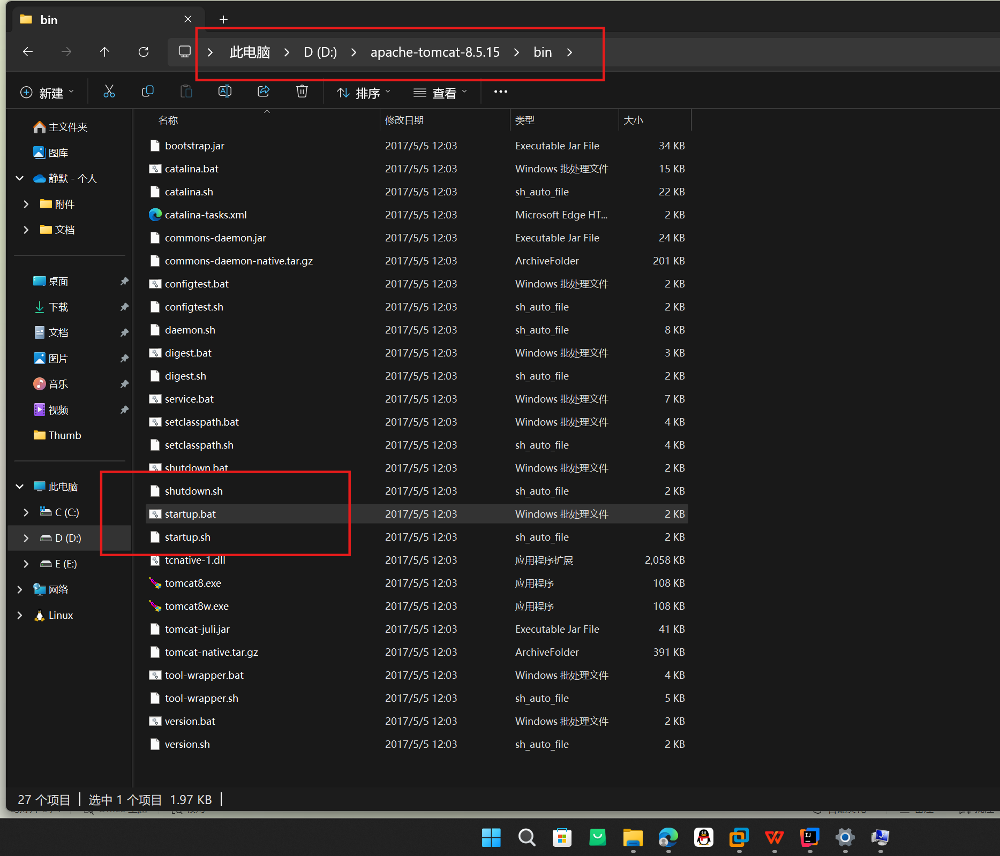 bin
此电脑 D (D:) apache-tomcat-8.5.15 bin
新建 排序 查看
名称 修改日期 类型 大小
主文件夹
图库
静默 - 个人
附件
文档
桌面
下载
文档
图片
音乐
视频
Thumb
此电脑
C (C:)
D (D:)
E (E:)
网络
Linux
bootstrap.jar 2017/5/5 12:03 Executable Jar File 34 KB
catalina.bat 2017/5/5 12:03 Windows 批处理文件 15 KB
catalina.sh 2017/5/5 12:03 sh_auto_file 22 KB
catalina-tasks.xml 2017/5/5 12:03 Microsoft Edge HT... 2 KB
commons-daemon.jar 2017/5/5 12:03 Executable Jar File 24 KB
commons-daemon-native.tar.gz 2017/5/5 12:03 ArchiveFolder 201 KB
configtest.bat 2017/5/5 12:03 Windows 批处理文件 2 KB
configtest.sh 2017/5/5 12:03 sh_auto_file 2 KB
daemon.sh 2017/5/5 12:03 sh_auto_file 8 KB
digest.bat 2017/5/5 12:03 Windows 批处理文件 3 KB
digest.sh 2017/5/5 12:03 sh_auto_file 2 KB
service.bat 2017/5/5 12:03 Windows 批处理文件 7 KB
setclasspath.bat 2017/5/5 12:03 Windows 批处理文件 4 KB
setclasspath.sh 2017/5/5 12:03 sh_auto_file 4 KB
shutdown.bat 2017/5/5 12:03 Windows 批处理文件 2 KB
shutdown.sh 2017/5/5 12:03 sh_auto_file 2 KB
startup.bat 2017/5/5 12:03 Windows 批处理文件 2 KB
startup.sh 2017/5/5 12:03 sh_auto_file 2 KB
tcnative-1.dll 2017/5/5 12:03 应用程序扩展 2,058 KB
tomcat8.exe 2017/5/5 12:03 应用程序 108 KB
tomcat8w.exe 2017/5/5 12:03 应用程序 108 KB
tomcat-juli.jar 2017/5/5 12:03 Executable Jar File 41 KB
tomcat-native.tar.gz 2017/5/5 12:03 ArchiveFolder 391 KB
tool-wrapper.bat 2017/5/5 12:03 Windows 批处理文件 4 KB
tool-wrapper.sh 2017/5/5 12:03 sh_auto_file 5 KB
version.bat 2017/5/5 12:03 Windows 批处理文件 2 KB
version.sh 2017/5/5 12:03 sh_auto_file 2 KB
27 个项目 选中 1 个项目 1.97 KB